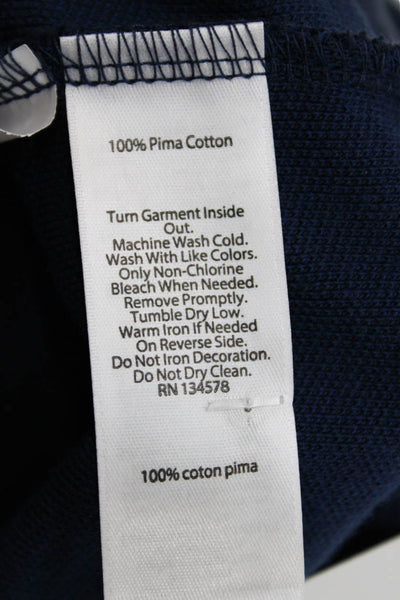 100% Pima Cotton
Turn Garment Inside
Out.
Machine Wash Cold.
Wash With Like Colors.
Only Non-Chlorine
Bleach When Needed.
Remove Promptly.
Tumble Dry Low.
Warm Iron If Needed
On Reverse Side.
Do Not Iron Decoration.
Do Not Dry Clean.
RN 134578
100% coton pima